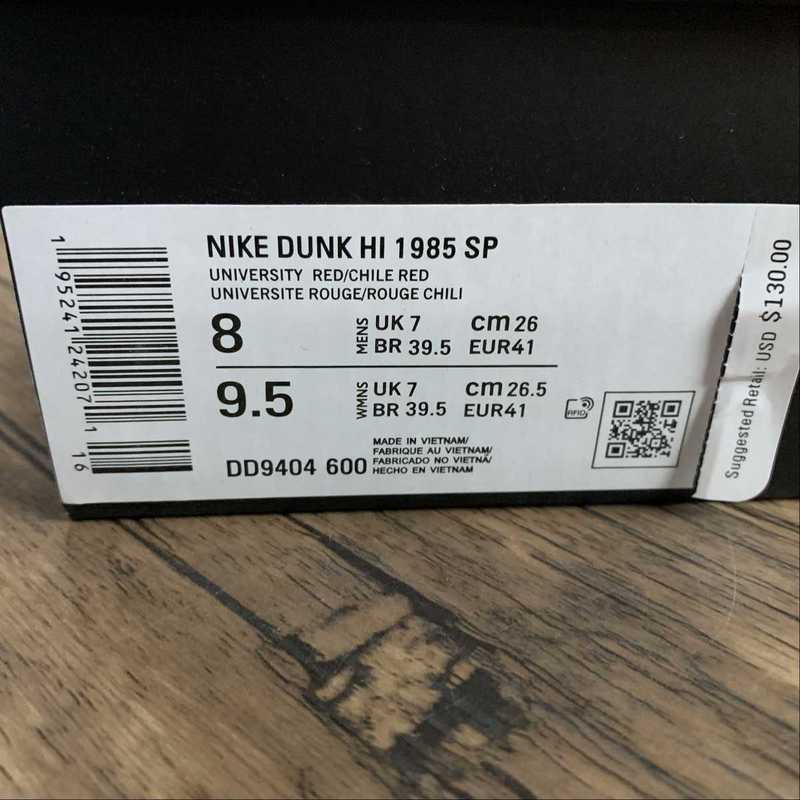 NIKE DUNK HI 1985 SP
UNIVERSITY RED/CHILE RED
UNIVERSITE ROUGE/ROUGE CHILI
8 MENS UK 7 cm 26
BR 39.5 EUR41
9.5 WMNS UK 7 cm 26.5
BR 39.5 EUR41
DD9404 600
MADE IN VIETNAM/
FABRIQUE AU VIETNAM/
FABRICADO NO VIETNÃ/
HECHO EN VIETNAM
RFID
1 95241 24207 1 16
Suggested Retail: USD $130.00